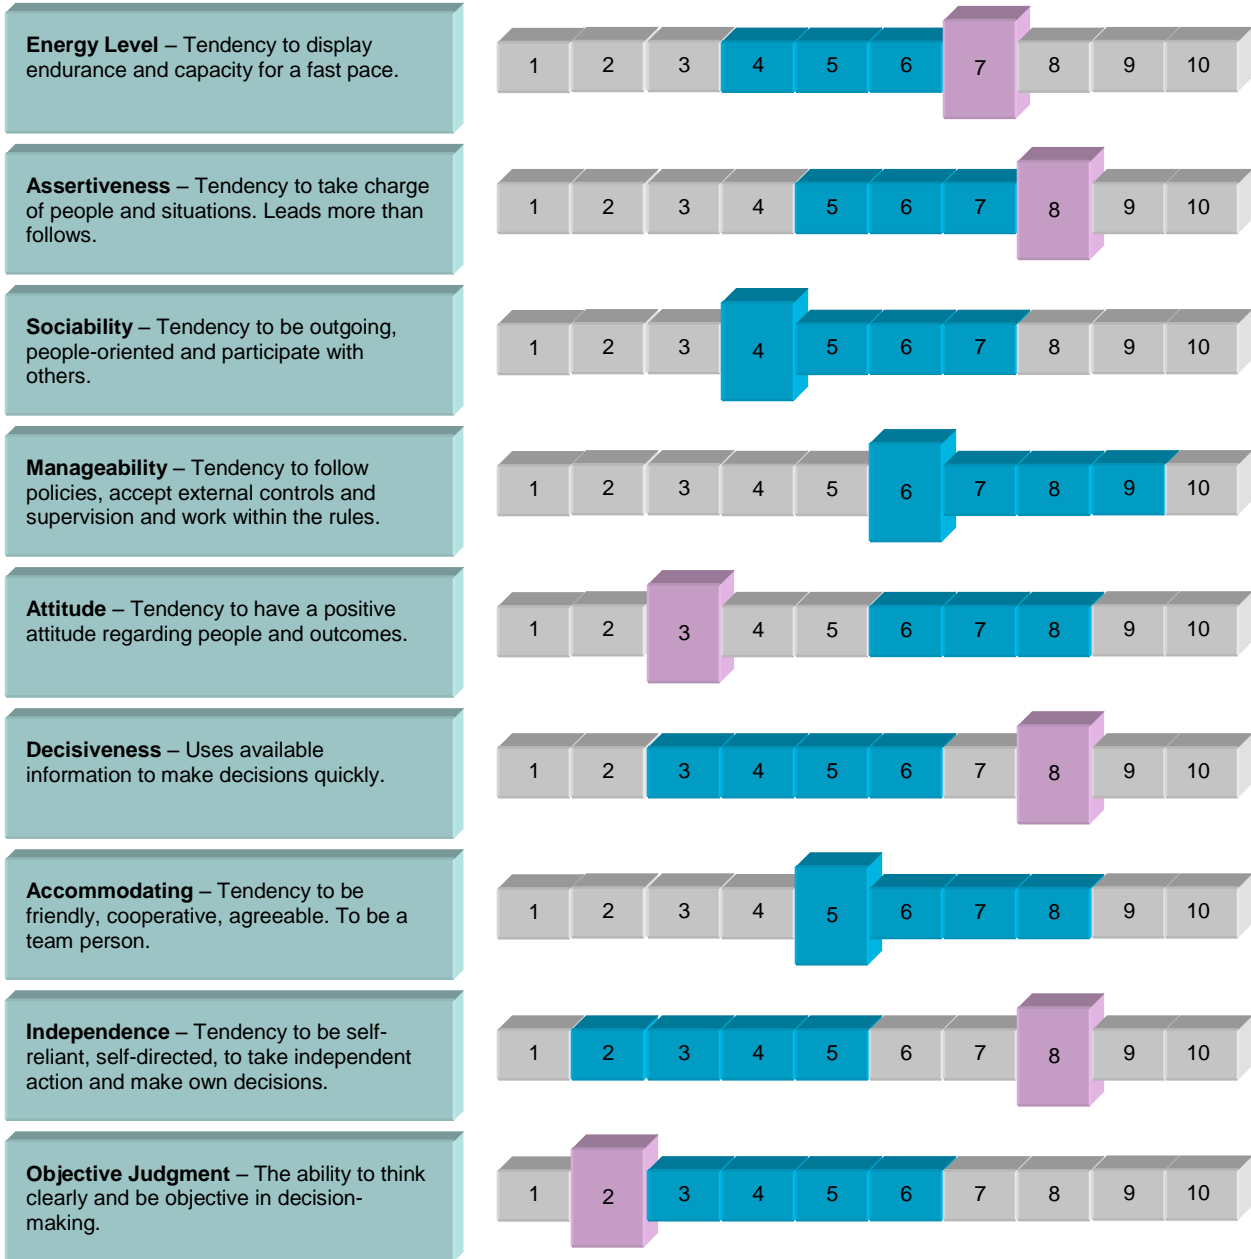 Energy Level – Tendency to display
endurance and capacity for a fast pace.
1 2 3 4 5 6 7 8 9 10
Assertiveness – Tendency to take charge
of people and situations. Leads more than
follows.
1 2 3 4 5 6 7 8 9 10
Sociability – Tendency to be outgoing,
people-oriented and participate with
others.
1 2 3 4 5 6 7 8 9 10
Manageability – Tendency to follow
policies, accept external controls and
supervision and work within the rules.
1 2 3 4 5 6 7 8 9 10
Attitude – Tendency to have a positive
attitude regarding people and outcomes.
1 2 3 4 5 6 7 8 9 10
Decisiveness – Uses available
information to make decisions quickly.
1 2 3 4 5 6 7 8 9 10
Accommodating – Tendency to be
friendly, cooperative, agreeable. To be a
team person.
1 2 3 4 5 6 7 8 9 10
Independence – Tendency to be self-
reliant, self-directed, to take independent
action and make own decisions.
1 2 3 4 5 6 7 8 9 10
Objective Judgment – The ability to think
clearly and be objective in decision-
making.
1 2 3 4 5 6 7 8 9 10